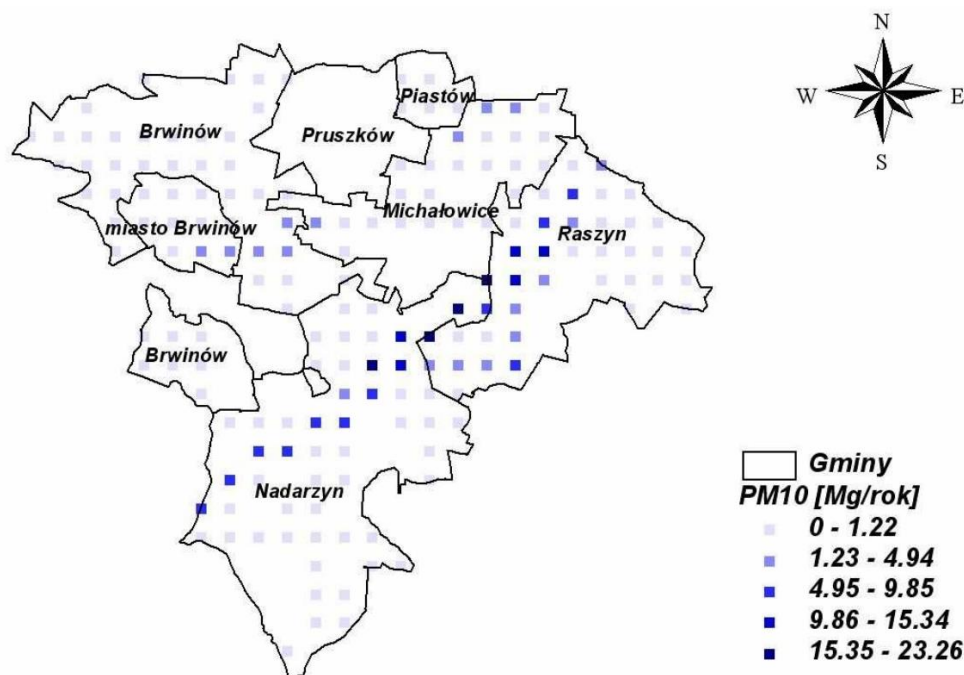 N
W E
S
Piastów
Brwinów
Pruszków
Michałowice
miasto Brwinów
Raszyn
Brwinów
Nadarzyn
Gminy
PM10 [Mg/rok]
0 - 1.22
1.23 - 4.94
4.95 - 9.85
9.86 - 15.34
15.35 - 23.26